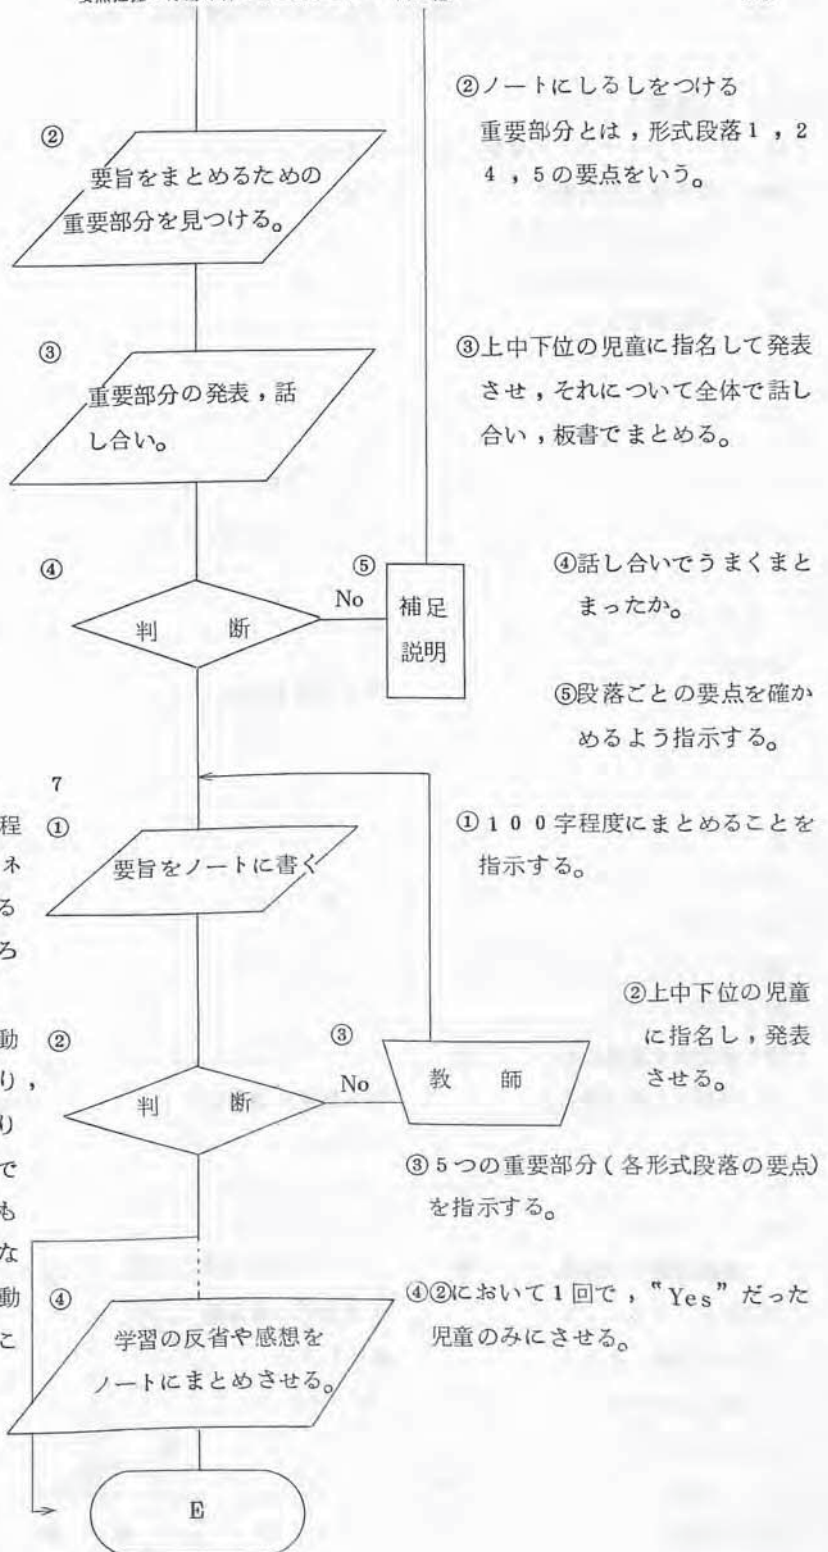 ②ノートにしるしをつける
重要部分とは，形式段落1，2
4，5の要点をいう。
②
要旨をまとめるための
重要部分を見つける。
③
重要部分の発表，話
し合い。
③上中下位の児童に指名して発表
させ，それについて全体で話し
合い，板書でまとめる。
④
判 断
No
⑤
補足
説明
④話し合いでうまくまと
まったか。
⑤段落ごとの要点を確か
めるよう指示する。
7
程
ネ
る
ろ
①
要旨をノートに書く
①100字程度にまとめることを
指示する。
動
り，
り
で
も
な
動
こ
②
判 断
No
③
教 師
②上中下位の児童
に指名し，発表
させる。
③5つの重要部分(各形式段落の要点)
を指示する。
④
学習の反省や感想を
ノートにまとめさせる。
④②において1回で，“Yes”だった
児童のみにさせる。
E